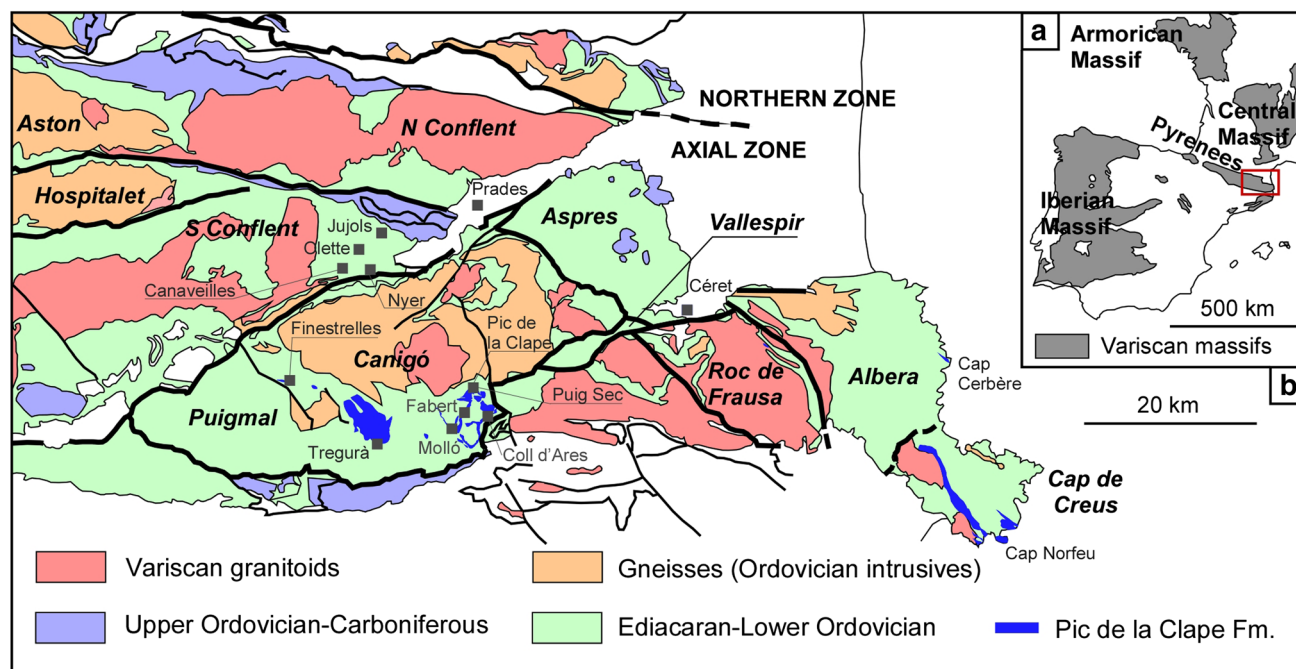 a
Armorican
Massif
Central
Massif
Pyrenees
Iberian
Massif
500 km
Variscan massifs
b
20 km
NORTHERN ZONE
AXIAL ZONE
Aston
N Conflent
Hospitalet
Prades
S Conflent
Jujols
Olette
Aspres
Vallespir
Canaveilles
Nyer
Céret
Finestrelles
Pic de
la Clape
Canigó
Cap
Cerbère
Roc de
Frausa
Albera
Puig Sec
Fabert
Puigmal
Tregurà
Molló
Coll d'Ares
Cap de
Creus
Cap Norfeu
Variscan granitoids
Gneisses (Ordovician intrusives)
Upper Ordovician-Carboniferous
Ediacaran-Lower Ordovician
Pic de la Clape Fm.